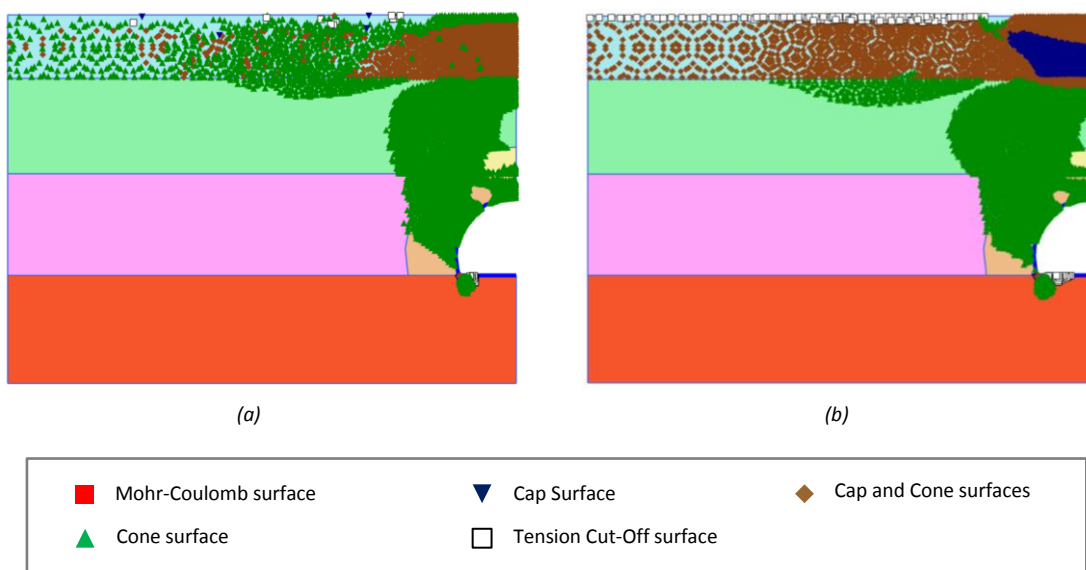 (a) (b)
Mohr-Coulomb surface Cap Surface Cap and Cone surfaces
Cone surface Tension Cut-Off surface